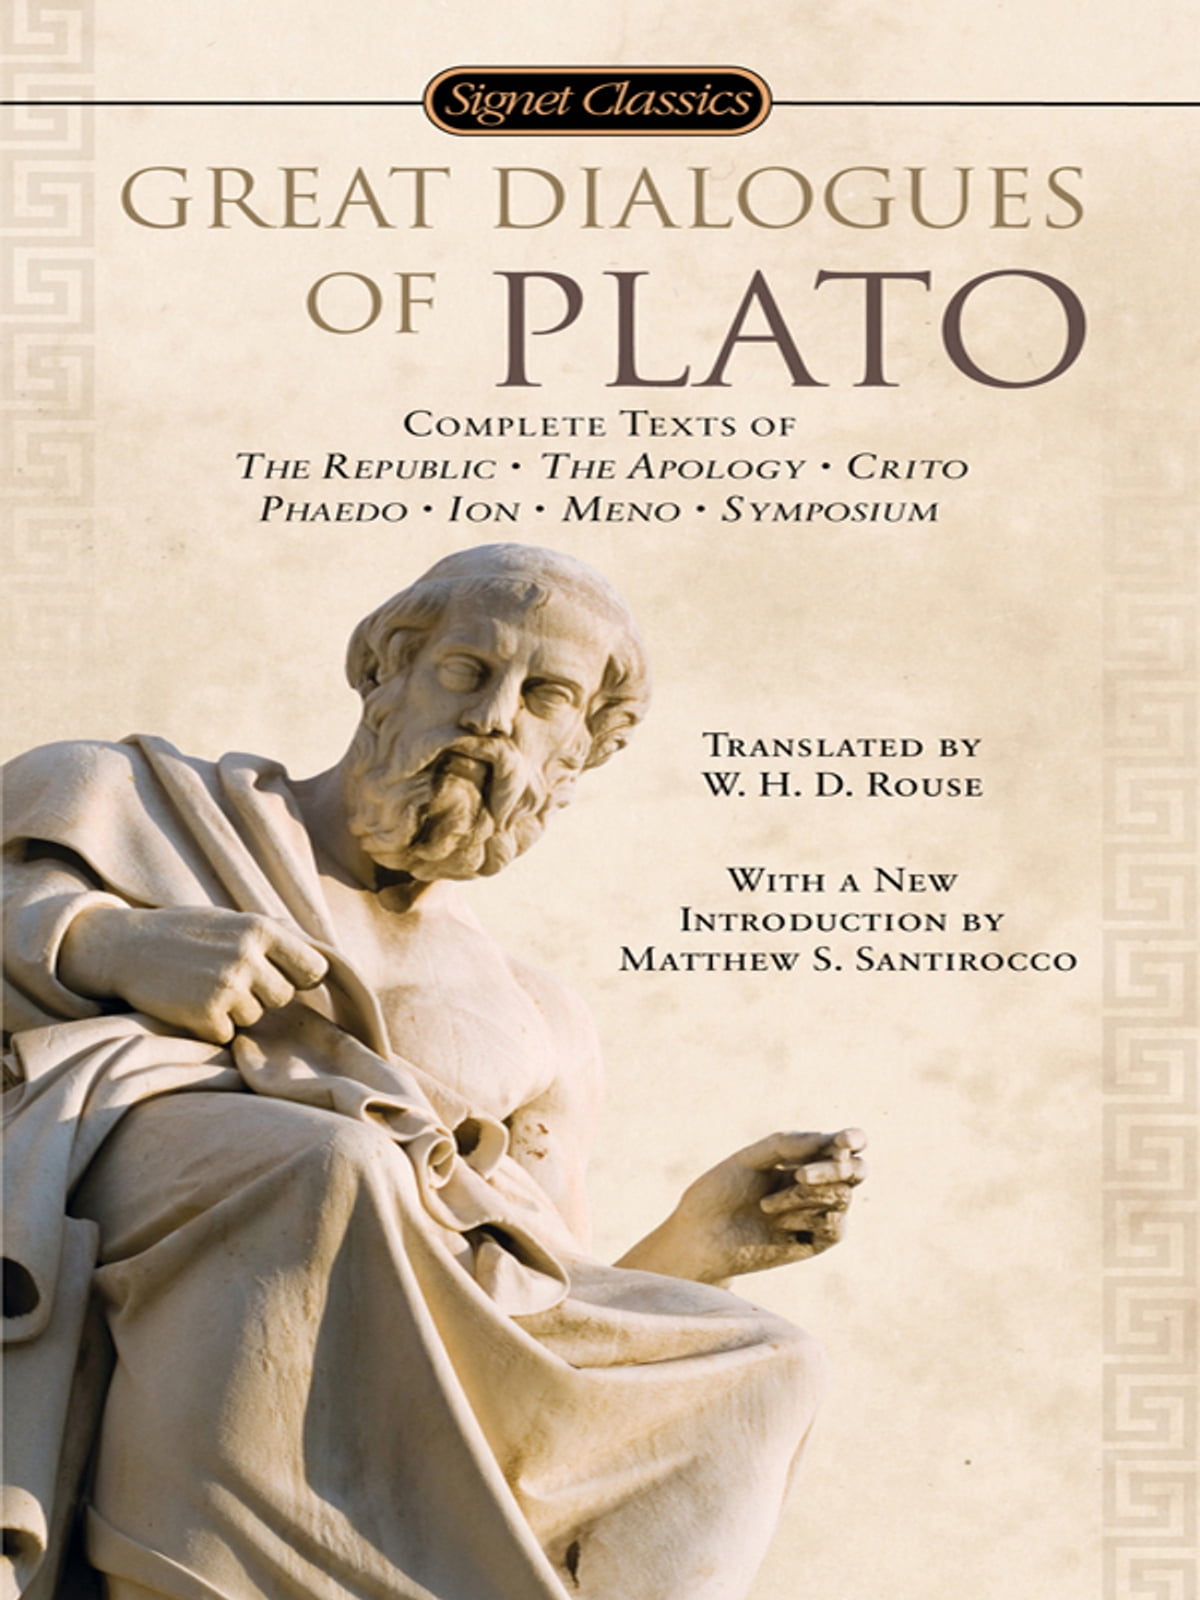 Signet Classics
GREAT DIALOGUES
OF PLATO
COMPLETE TEXTS OF
THE REPUBLIC • THE APOLOGY • CRITO
PHAEDO • ION • MENO • SYMPOSIUM
TRANSLATED BY
W. H. D. ROUSE
WITH A NEW
INTRODUCTION BY
MATTHEW S. SANTIROCCO